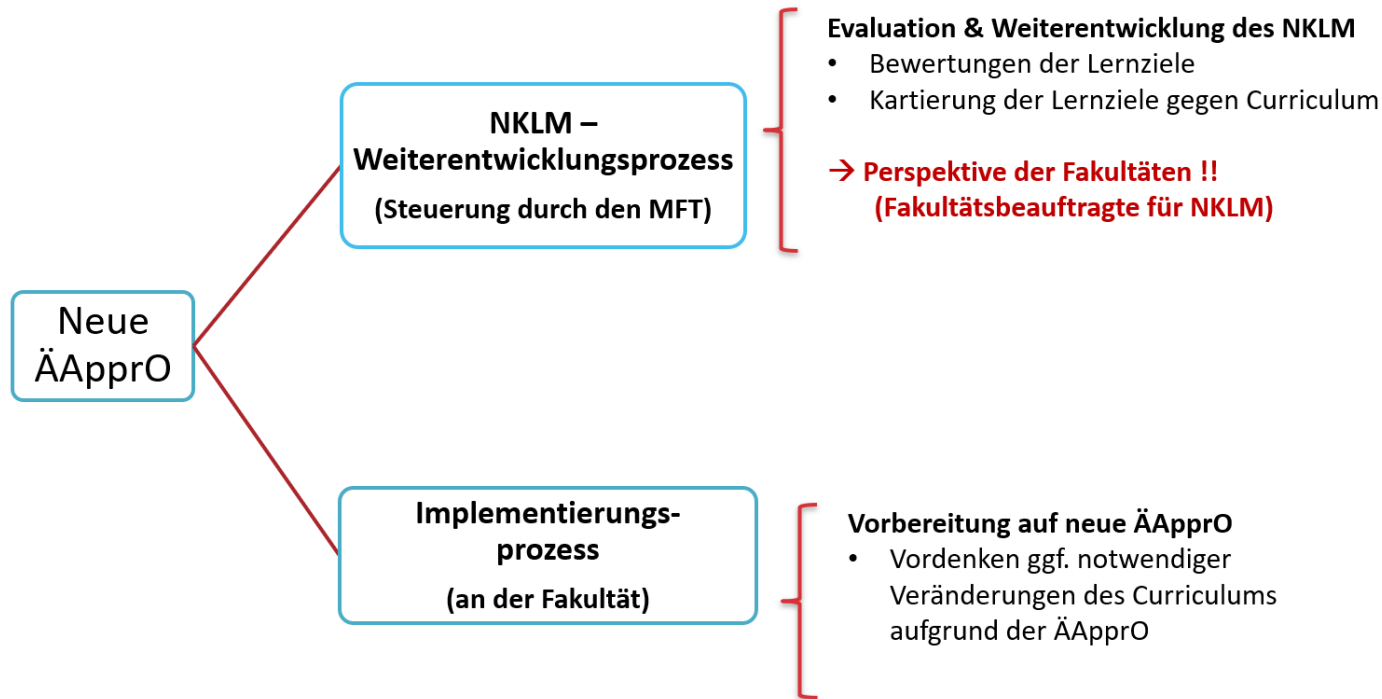 Neue
ÄApprO
NKLM –
Weiterentwicklungsprozess
(Steuerung durch den MFT)
Evaluation & Weiterentwicklung des NKLM
• Bewertungen der Lernziele
• Kartierung der Lernziele gegen Curriculum
→ Perspektive der Fakultäten !!
(Fakultätsbeauftragte für NKLM)
Implementierungs-
prozess
(an der Fakultät)
Vorbereitung auf neue ÄApprO
• Vordenken ggf. notwendiger
Veränderungen des Curriculums
aufgrund der ÄApprO